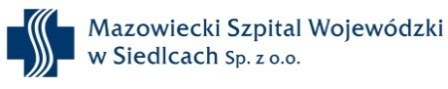 Mazowiecki Szpital Wojewódzki
w Siedlcach Sp. z o.o.